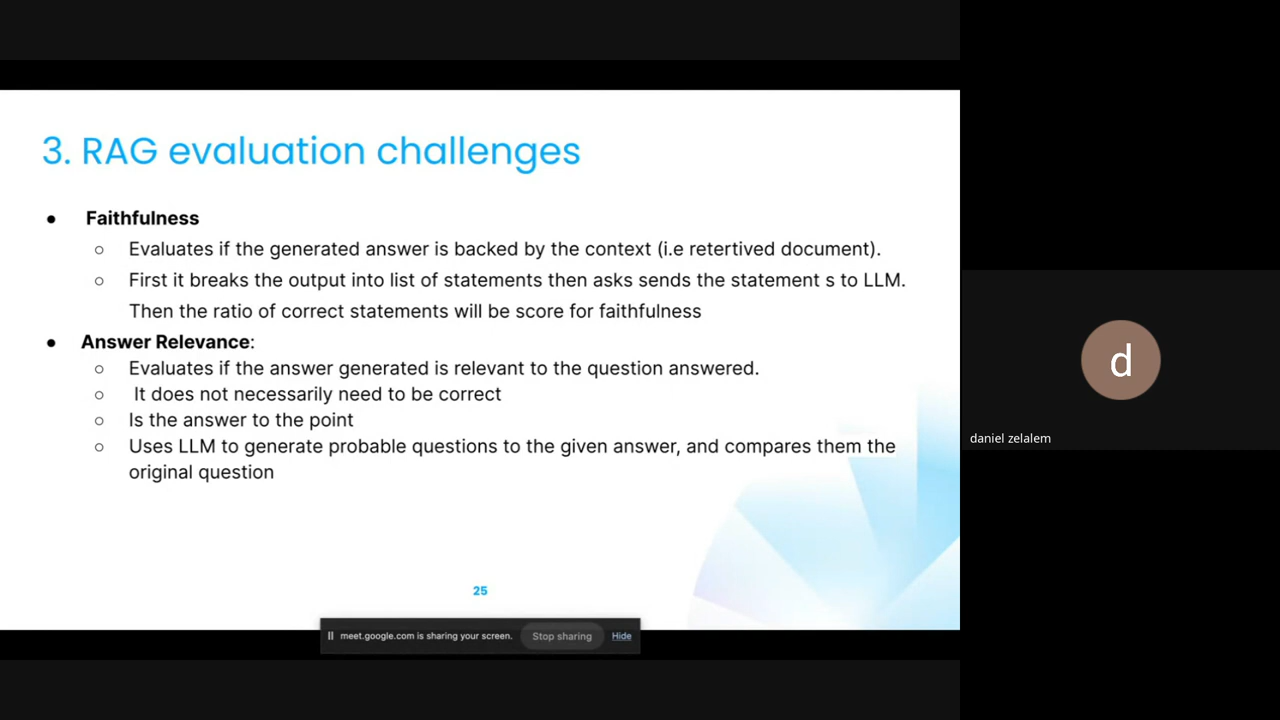 3. RAG evaluation challenges
● Faithfulness
○ Evaluates if the generated answer is backed by the context (i.e retertived document).
○ First it breaks the output into list of statements then asks sends the statement s to LLM.
Then the ratio of correct statements will be score for faithfulness
● Answer Relevance:
○ Evaluates if the answer generated is relevant to the question answered.
○ It does not necessarily need to be correct
○ Is the answer to the point
○ Uses LLM to generate probable questions to the given answer, and compares them the
original question
25
meet.google.com is sharing your screen. Stop sharing Hide
d
daniel zelalem